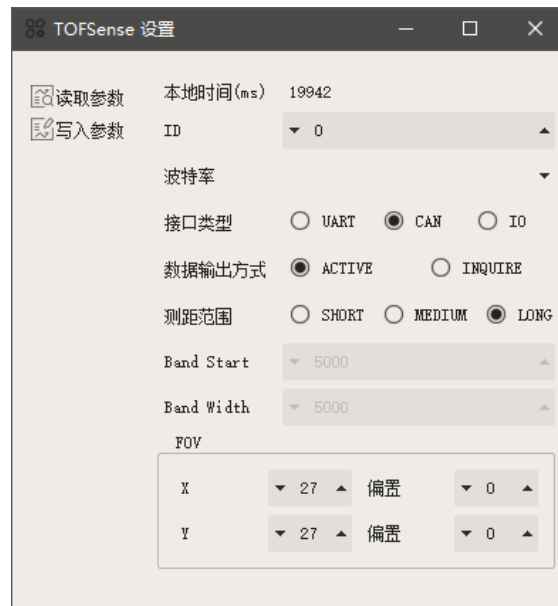 TOFSense 设置
读取参数
写入参数
本地时间(ms) 19942
ID 0
波特率
接口类型 UART CAN IO
数据输出方式 ACTIVE INQUIRE
测距范围 SHORT MEDIUM LONG
Band Start 5000
Band Width 5000
FOV
X 27 偏置 0
Y 27 偏置 0